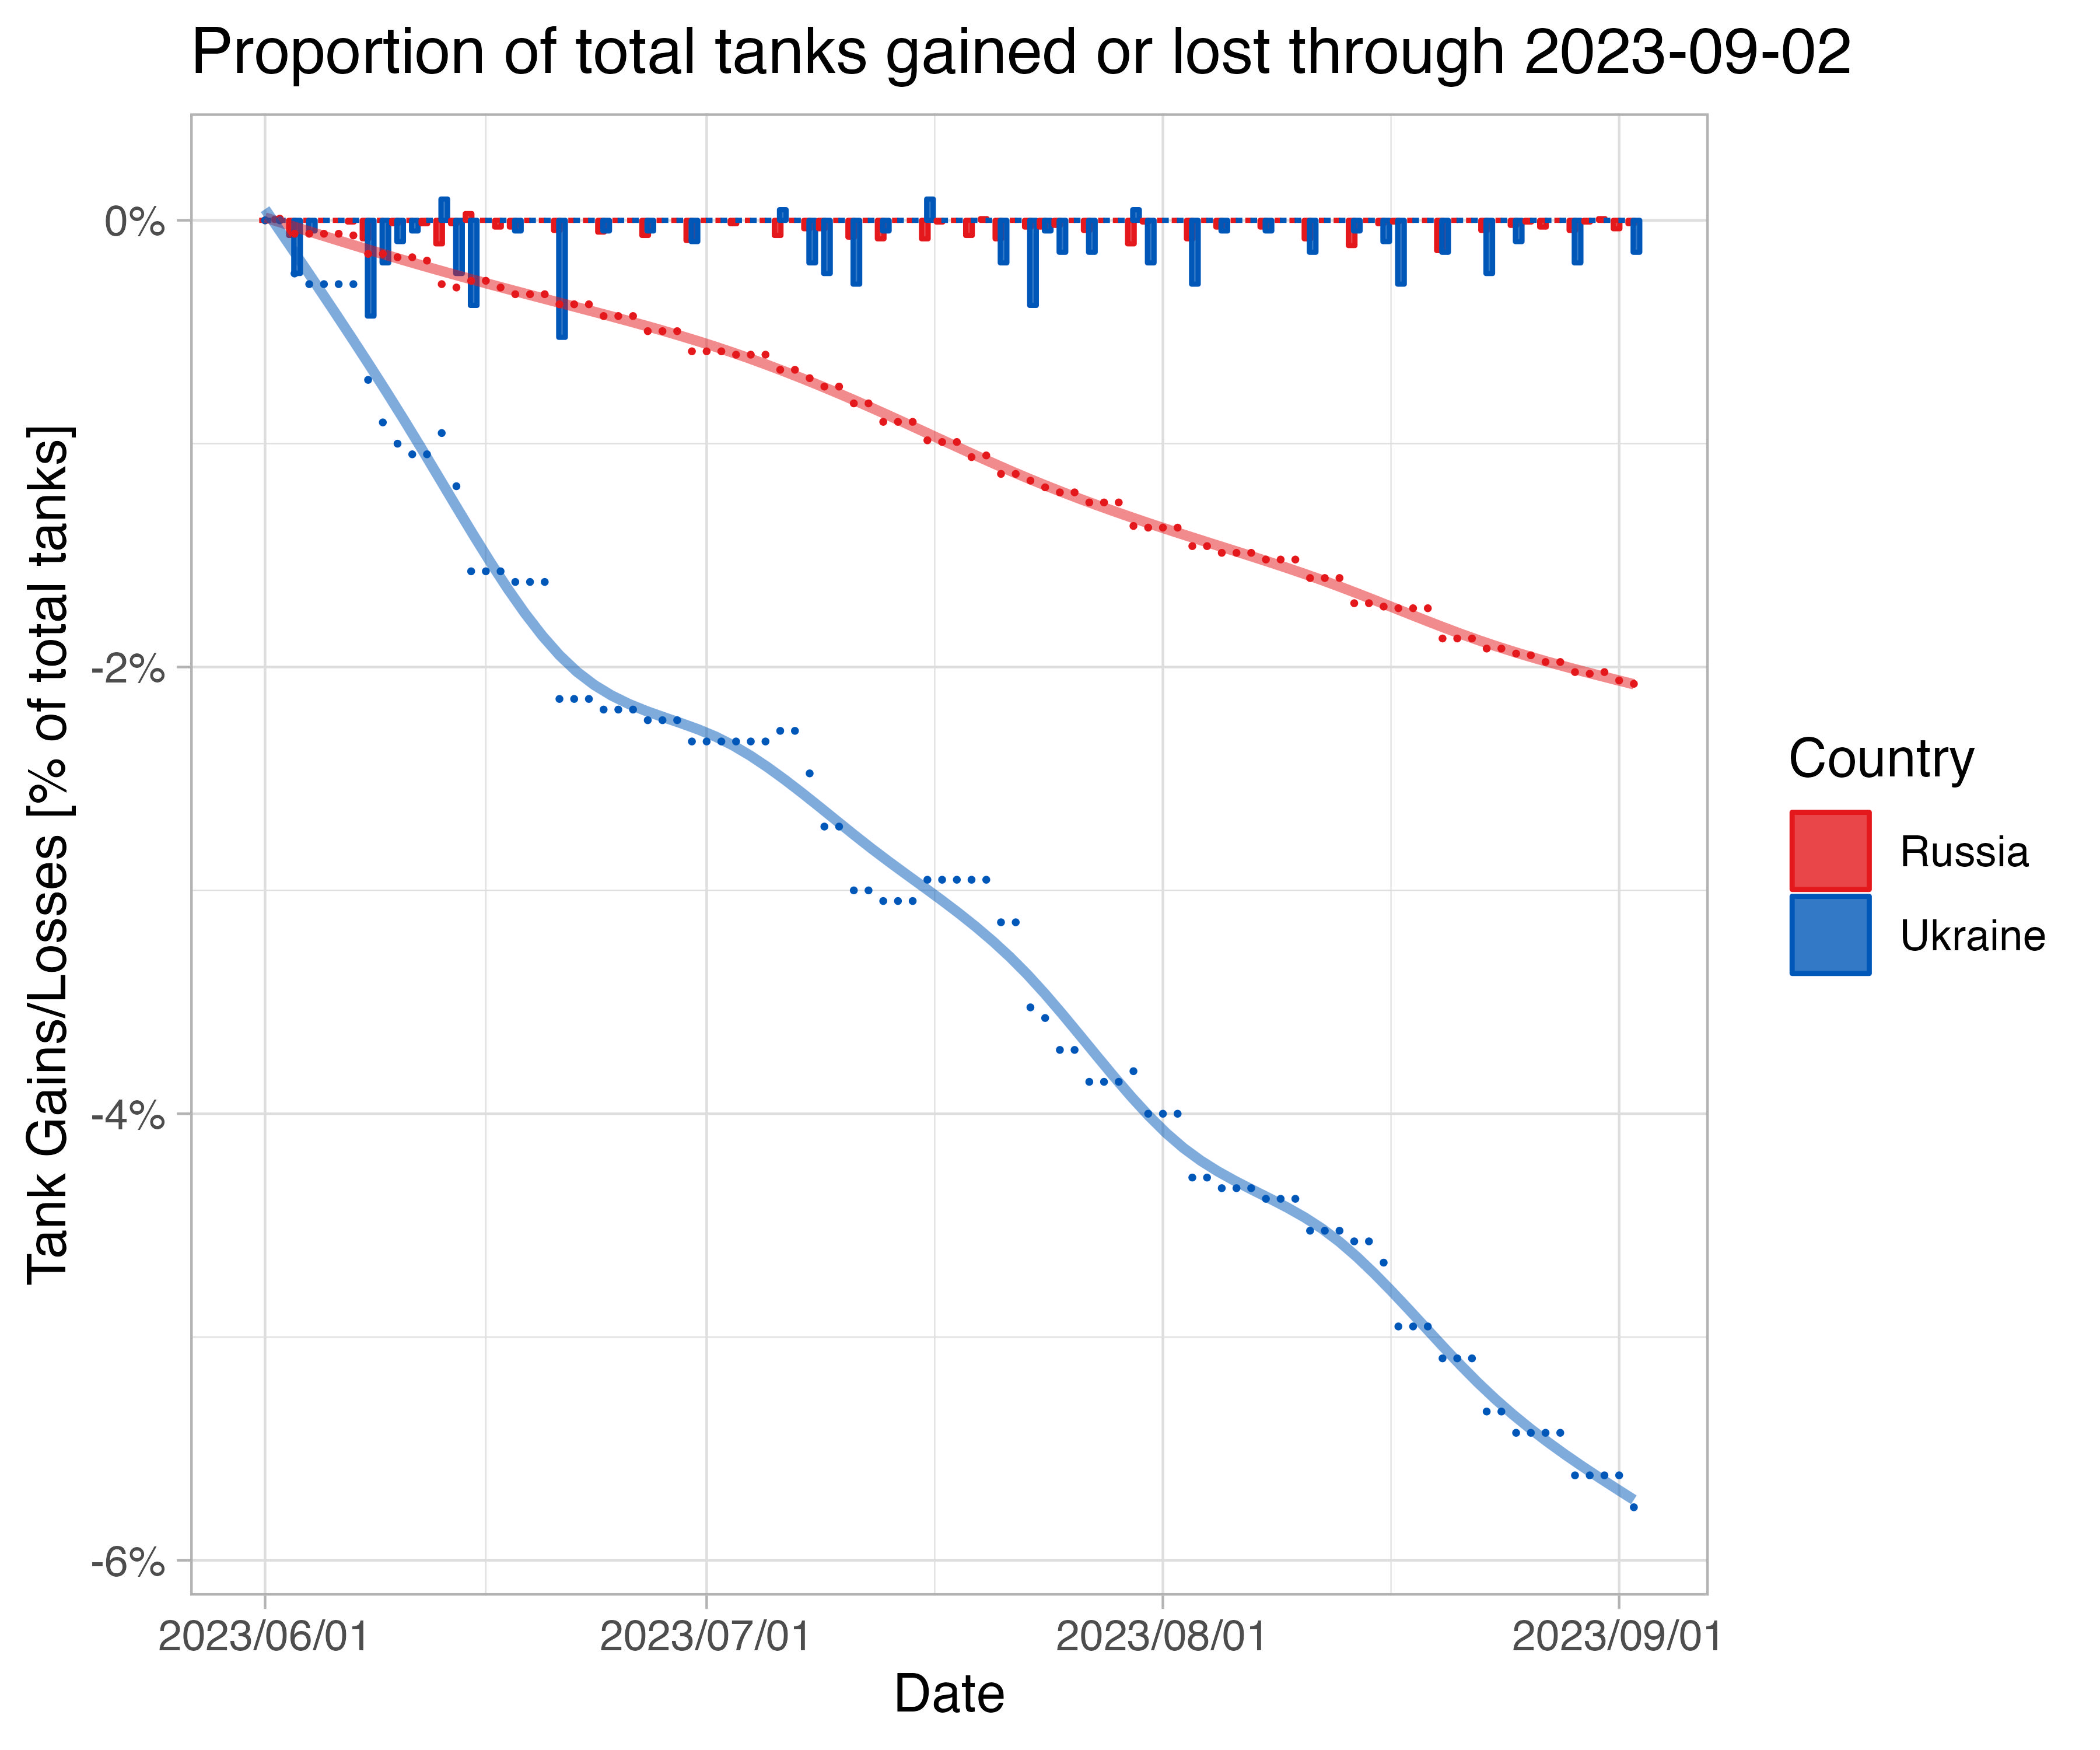 Proportion of total tanks gained or lost through 2023-09-02
Tank Gains/Losses [% of total tanks]
0%
-2%
-4%
-6%
2023/06/01
2023/07/01
2023/08/01
2023/09/01
Date
Country
Russia
Ukraine